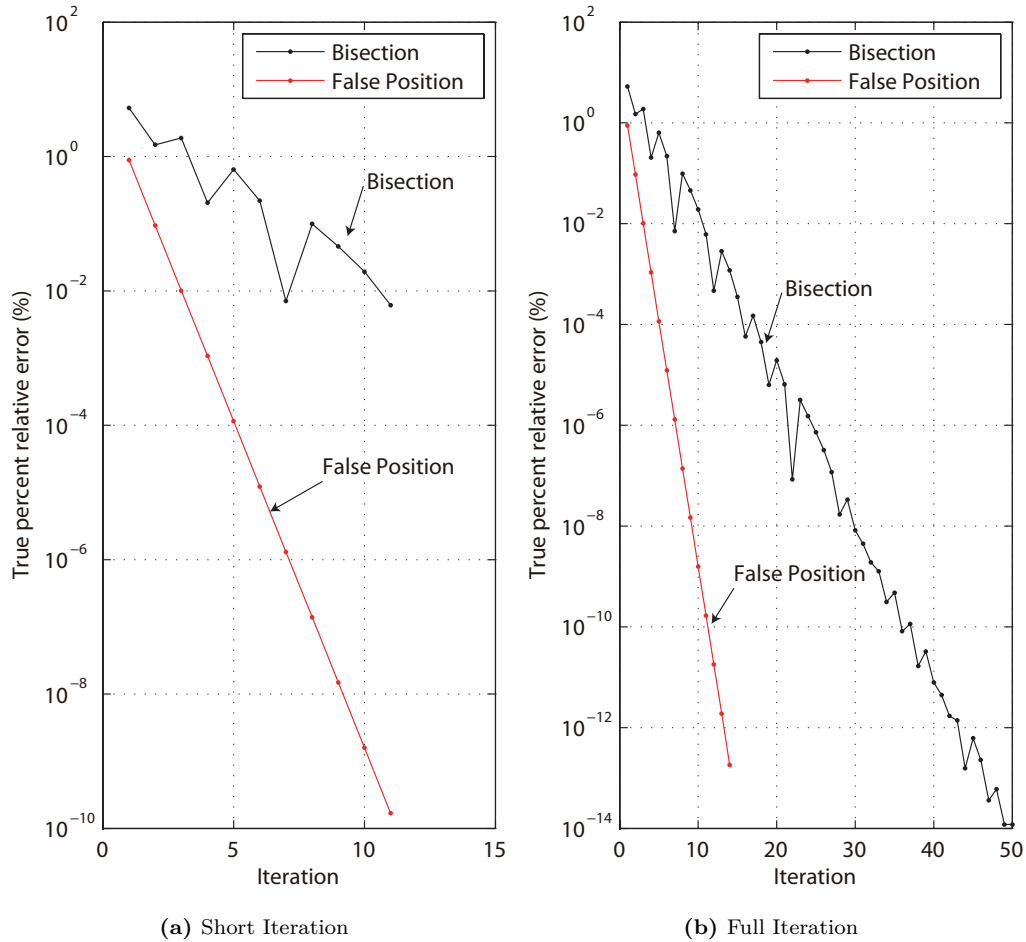 True percent relative error (%)
10^2
10^0
10^−2
10^−4
10^−6
10^−8
10^−10
Bisection
False Position
Bisection
False Position
0 5 10 15
Iteration
(a) Short Iteration
True percent relative error (%)
10^2
10^0
10^−2
10^−4
10^−6
10^−8
10^−10
10^−12
10^−14
Bisection
False Position
Bisection
False Position
0 10 20 30 40 50
Iteration
(b) Full Iteration